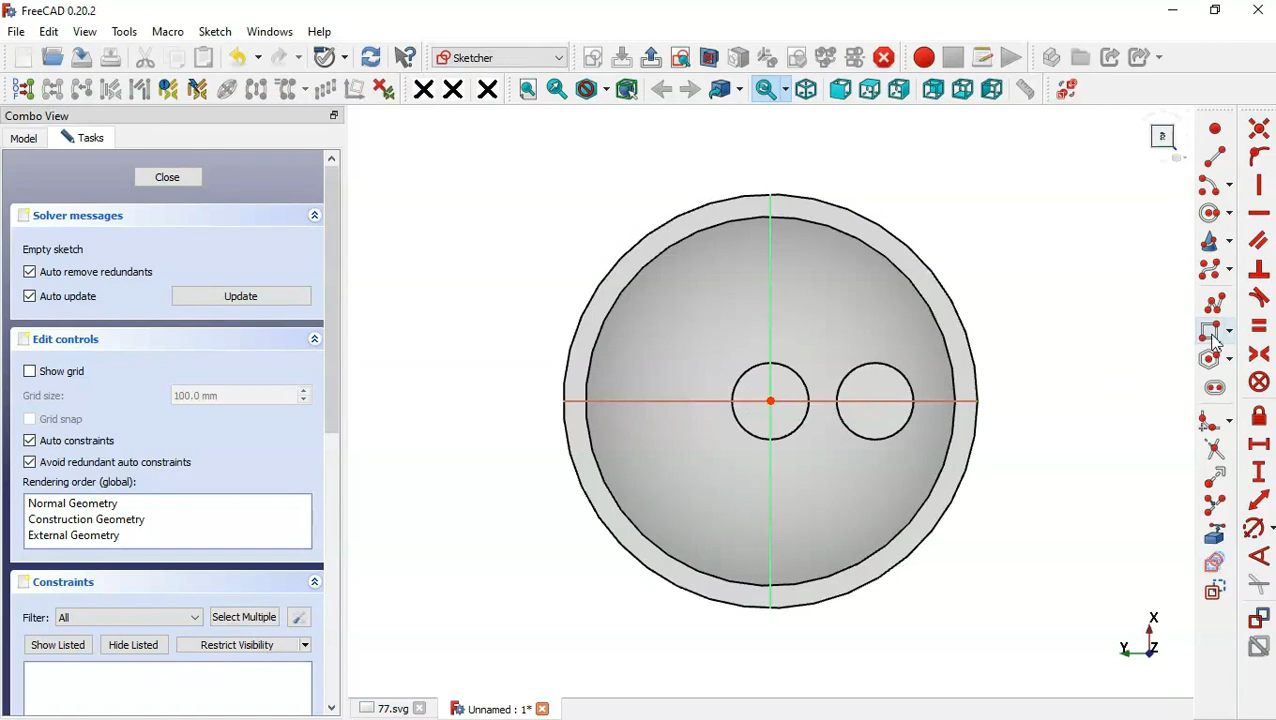 FreeCAD 0.20.2
File Edit View Tools Macro Sketch Windows Help
Sketcher
Combo View
Model Tasks
Close
Solver messages
Empty sketch
Auto remove redundants
Auto update Update
Edit controls
Show grid
Grid size: 100.0 mm
Grid snap
Auto constraints
Avoid redundant auto constraints
Rendering order (global):
Normal Geometry
Construction Geometry
External Geometry
Constraints
Filter: All Select Multiple
Show Listed Hide Listed Restrict Visibility
X
Y Z
77.svg Unnamed : 1*